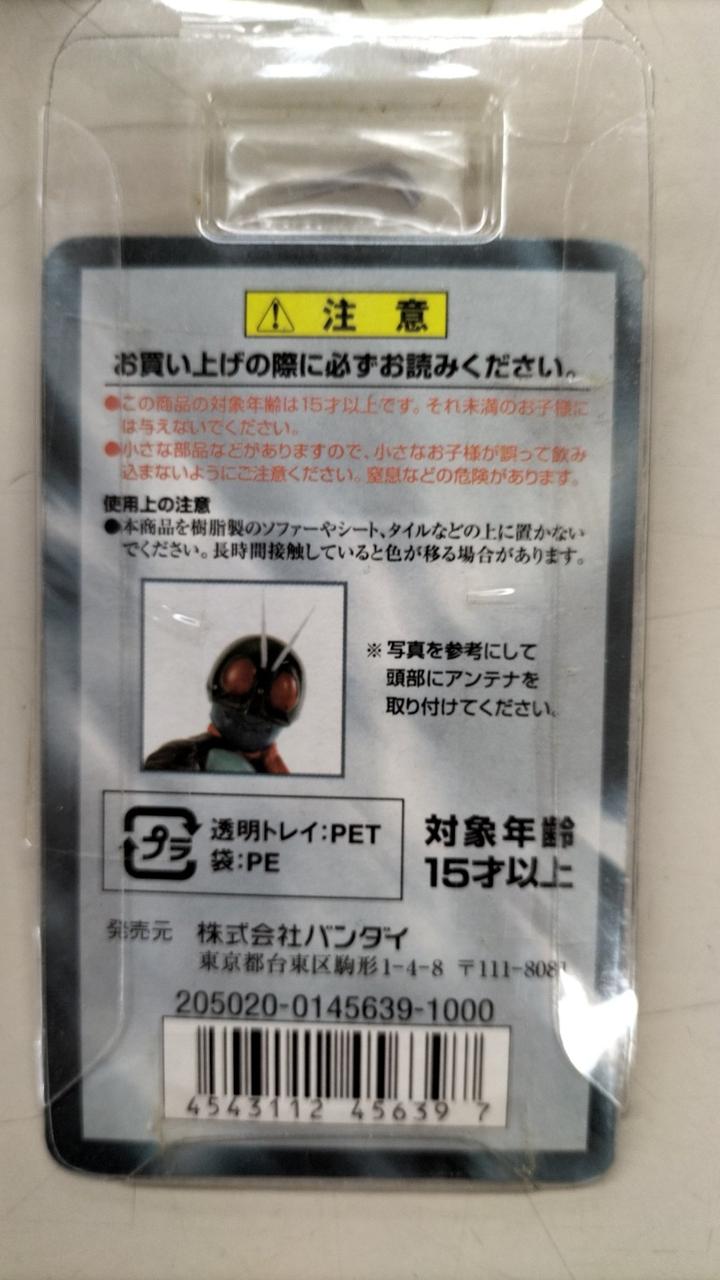 注 意
お買い上げの際に必ずお読みください。
●この商品の対象年齢は15才以上です。それ未満のお子様に
は与えないでください。
●小さな部品などがありますので、小さなお子様が誤って飲み
込まないようにご注意ください。窒息などの危険があります。
使用上の注意
●本商品を樹脂製のソファーやシート、タイルなどの上に置かない
でください。長時間接触していると色が移る場合があります。
※写真を参考にして
頭部にアンテナを
取り付けてください。
プラ
透明トレイ:PET
袋:PE
対象年齢
15才以上
発売元 株式会社バンダイ
東京都台東区駒形1-4-8 〒111-8081
205020-0145639-1000
4543112 45639 7